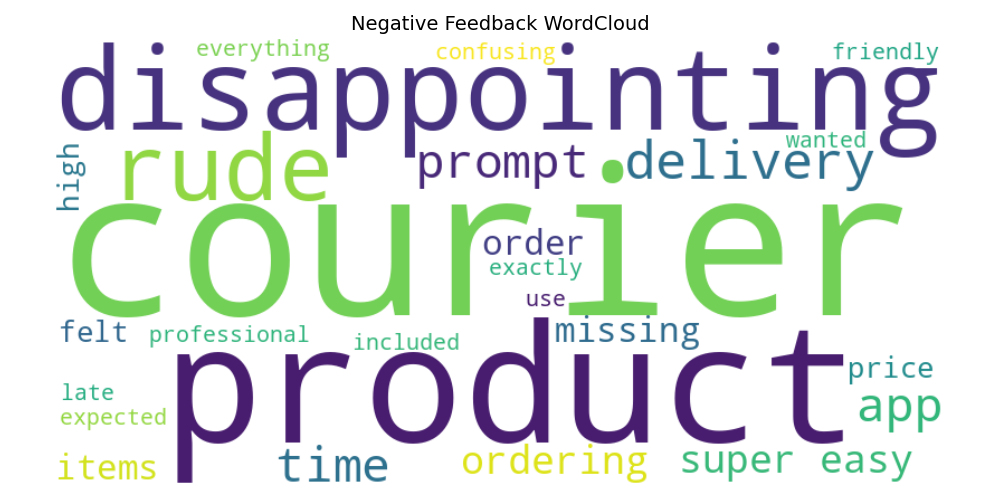 Negative Feedback WordCloud
everything confusing friendly
disappointing
wanted
high rude prompt delivery
courier
order
exactly
use
felt professional included missing
product
price
late
app
expected
items time ordering super easy